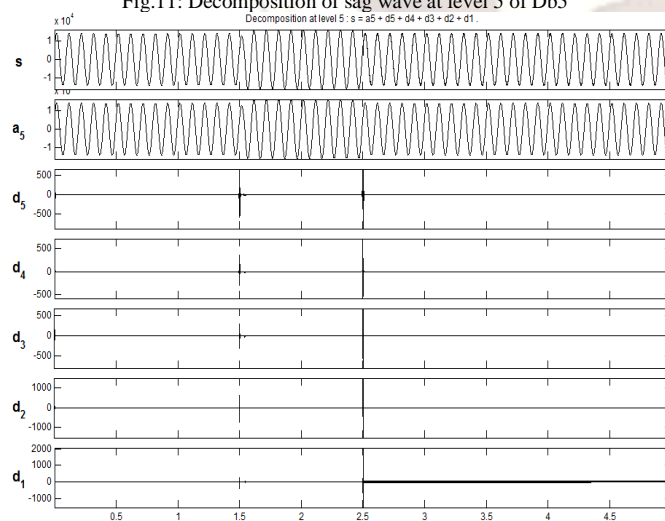 Fig.11: Decomposition of sag wave at level 5 of Db5
Decomposition at level 5 : s = a5 + d5 + d4 + d3 + d2 + d1 .
x 10⁴
s
1
0
-1
a₅
1
0
-1
d₅
500
0
-500
d₄
500
0
-500
d₃
500
0
-500
d₂
1000
0
-1000
d₁
2000
1000
0
-1000
0.5 1 1.5 2 2.5 3 3.5 4 4.5